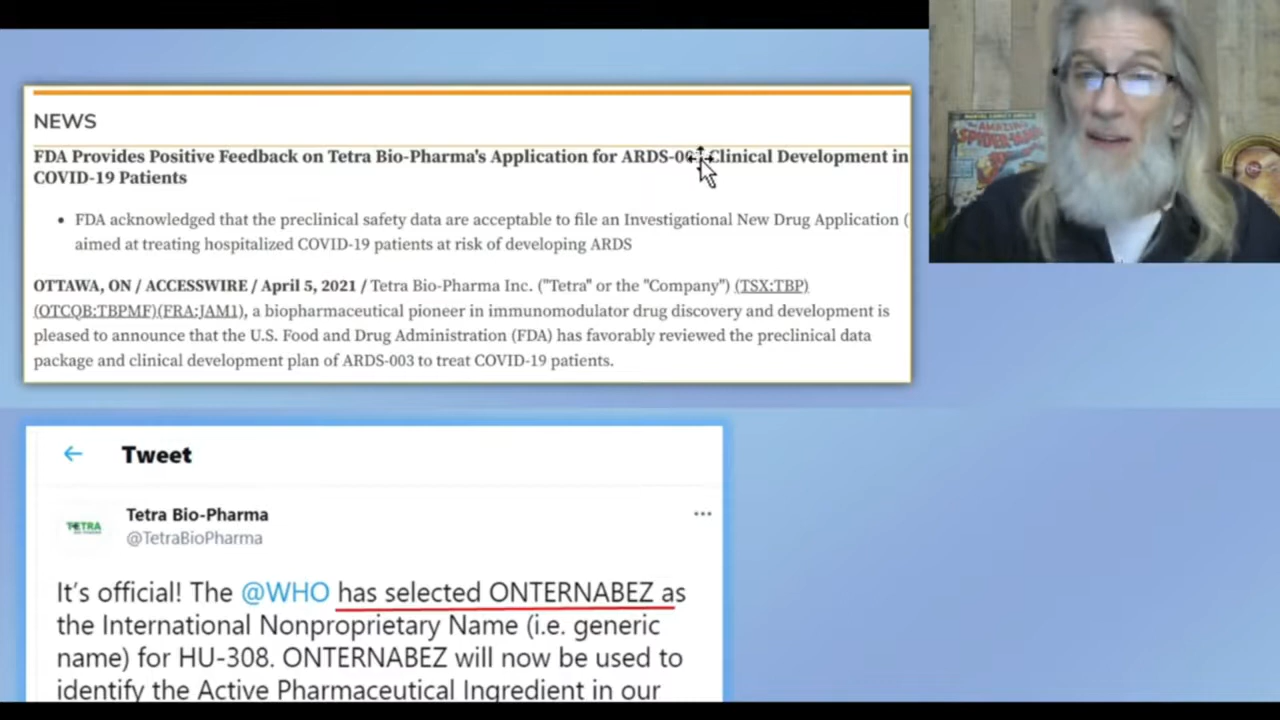 NEWS
FDA Provides Positive Feedback on Tetra Bio-Pharma's Application for ARDS-00 Clinical Development in
COVID-19 Patients
• FDA acknowledged that the preclinical safety data are acceptable to file an Investigational New Drug Application (
aimed at treating hospitalized COVID-19 patients at risk of developing ARDS
OTTAWA, ON / ACCESSWIRE / April 5, 2021 / Tetra Bio-Pharma Inc. ("Tetra" or the "Company") (TSX:TBP)
(OTCQB:TBPMF)(FRA:JAM1), a biopharmaceutical pioneer in immunomodulator drug discovery and development is
pleased to announce that the U.S. Food and Drug Administration (FDA) has favorably reviewed the preclinical data
package and clinical development plan of ARDS-003 to treat COVID-19 patients.
AMAZING
SPIDER-MAN
← Tweet
TETRA
Tetra Bio-Pharma
...
@TetraBioPharma
It's official! The @WHO has selected ONTERNABEZ as
the International Nonproprietary Name (i.e. generic
name) for HU-308. ONTERNABEZ will now be used to
identify the Active Pharmaceutical Ingredient in our